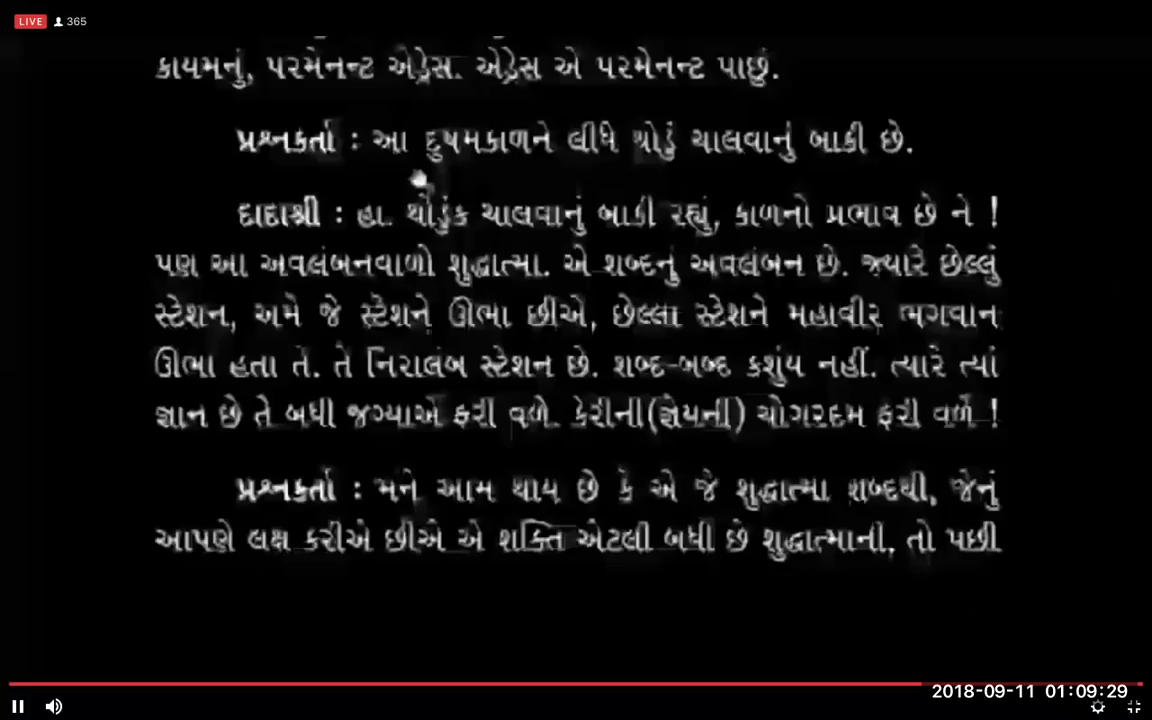 LIVE 365
કાયમનું, પરમેનન્ટ એડ્રેસ. એડ્રેસ એ પરમેનન્ટ પાછું.
પ્રશ્નકર્તા : આ દુષમકાળને લીધે થોડું ચાલવાનું બાકી છે.
દાદાશ્રી : હા. થોડુંક ચાલવાનું બાકી રહ્યું, કાળનો પ્રભાવ છે ને !
પણ આ અવલંબનવાળો શુદ્ધાત્મા. એ શબ્દનું અવલંબન છે. જ્યારે છેલ્લું
સ્ટેશન, અમે જે સ્ટેશને ઊભા છીએ, છેલ્લા સ્ટેશને મહાવીર ભગવાન
ઊભા હતા તે. તે નિરાલંબ સ્ટેશન છે. શબ્દ-બબ્દ કશુંય નહીં. ત્યારે ત્યાં
જ્ઞાન છે તે બધી જગ્યાએ ફરી વળે. કેરીની(જ્ઞેયની) ચોગરદમ ફરી વળે !
પ્રશ્નકર્તા : મને આમ થાય છે કે એ જે શુદ્ધાત્મા શબ્દથી, જેનું
આપણે લક્ષ કરીએ છીએ એ શક્તિ એટલી બધી છે શુદ્ધાત્માની, તો પછી
2018-09-11 01:09:29